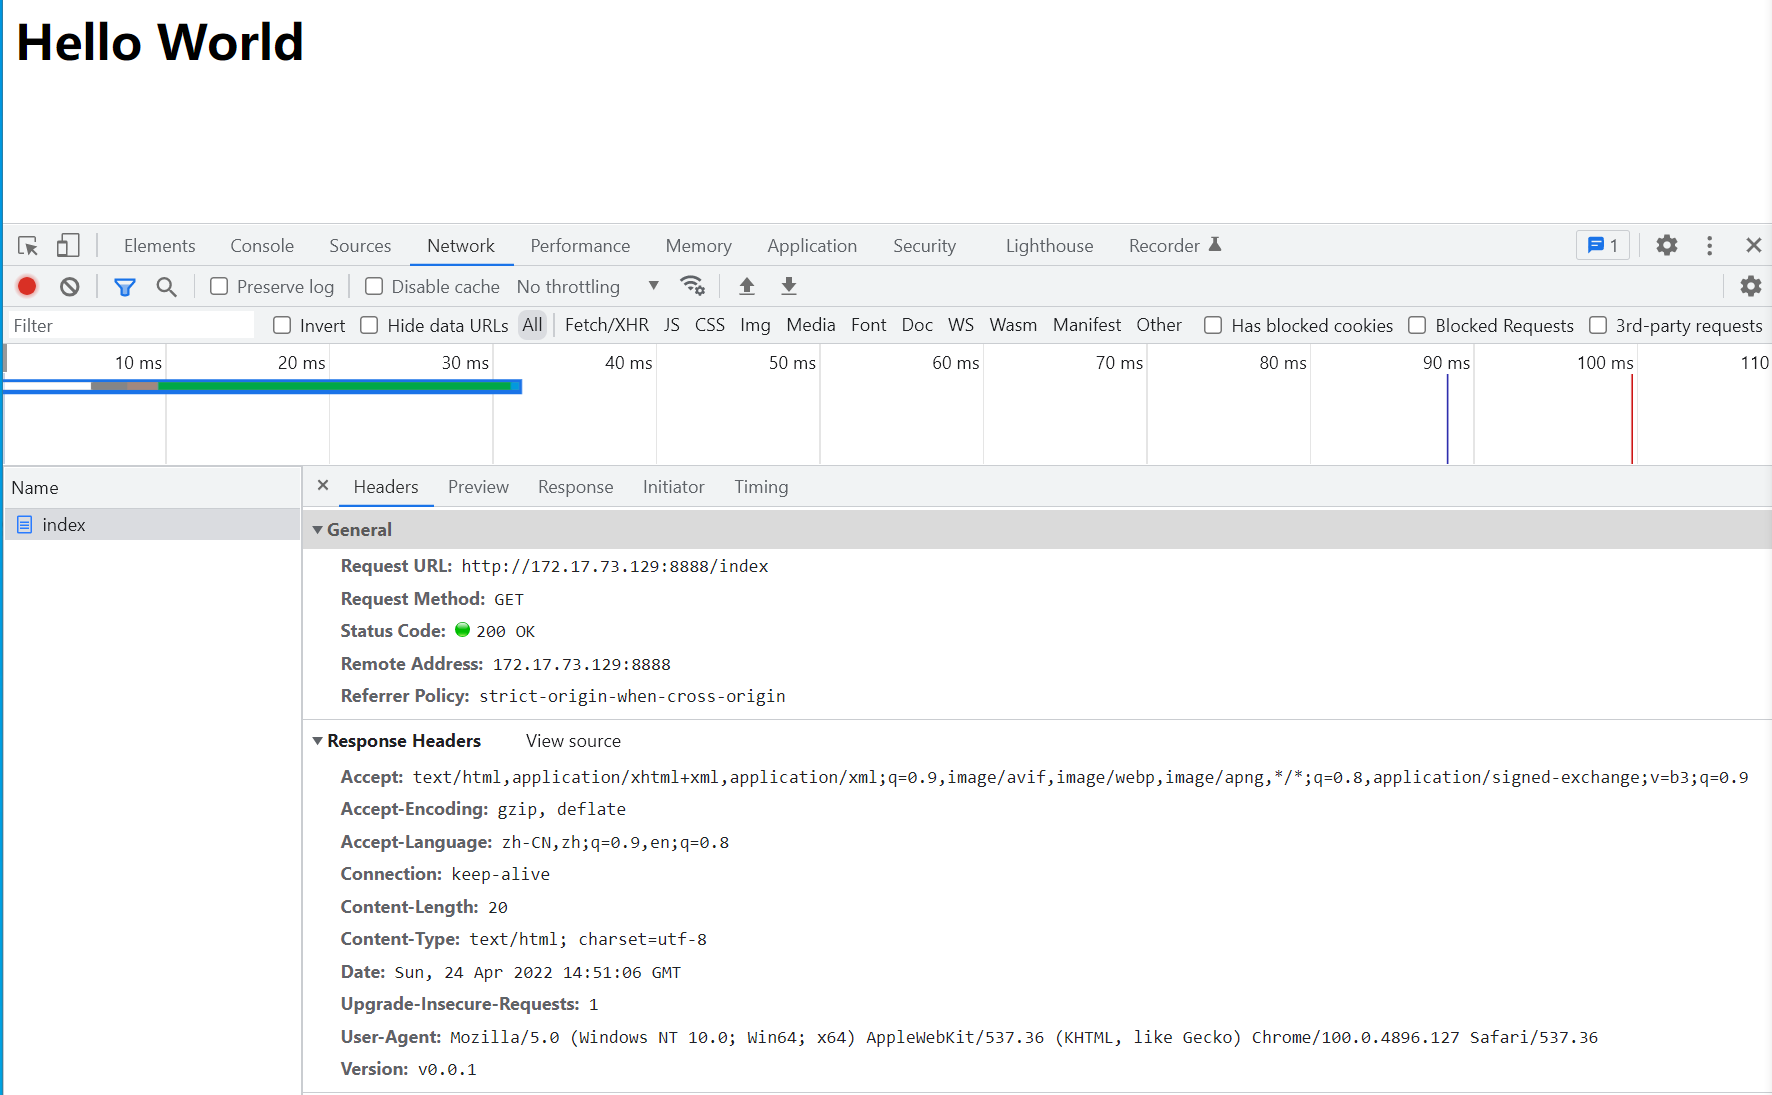 Hello World
Elements Console Sources Network Performance Memory Application Security Lighthouse Recorder 1
Preserve log Disable cache No throttling
Filter Invert Hide data URLs All Fetch/XHR JS CSS Img Media Font Doc WS Wasm Manifest Other Has blocked cookies Blocked Requests 3rd-party requests
10 ms 20 ms 30 ms 40 ms 50 ms 60 ms 70 ms 80 ms 90 ms 100 ms 110
Name Headers Preview Response Initiator Timing
index
General
Request URL: http://172.17.73.129:8888/index
Request Method: GET
Status Code: 200 OK
Remote Address: 172.17.73.129:8888
Referrer Policy: strict-origin-when-cross-origin
Response Headers View source
Accept: text/html,application/xhtml+xml,application/xml;q=0.9,image/avif,image/webp,image/apng,*/*;q=0.8,application/signed-exchange;v=b3;q=0.9
Accept-Encoding: gzip, deflate
Accept-Language: zh-CN,zh;q=0.9,en;q=0.8
Connection: keep-alive
Content-Length: 20
Content-Type: text/html; charset=utf-8
Date: Sun, 24 Apr 2022 14:51:06 GMT
Upgrade-Insecure-Requests: 1
User-Agent: Mozilla/5.0 (Windows NT 10.0; Win64; x64) AppleWebKit/537.36 (KHTML, like Gecko) Chrome/100.0.4896.127 Safari/537.36
Version: v0.0.1